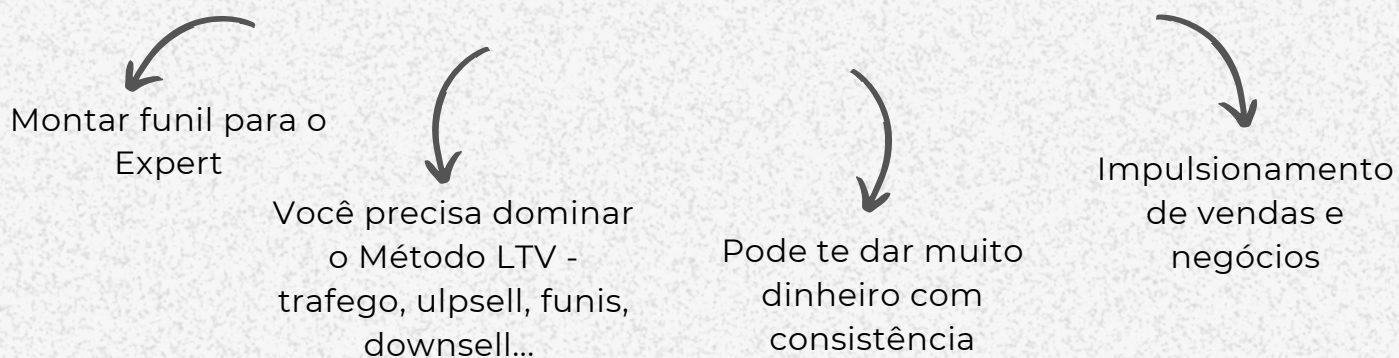 Montar funil para o
Expert
Você precisa dominar
o Método LTV -
trafego, ulpsell, funis,
downsell...
Pode te dar muito
dinheiro com
consistência
Impulsionamento
de vendas e
negócios